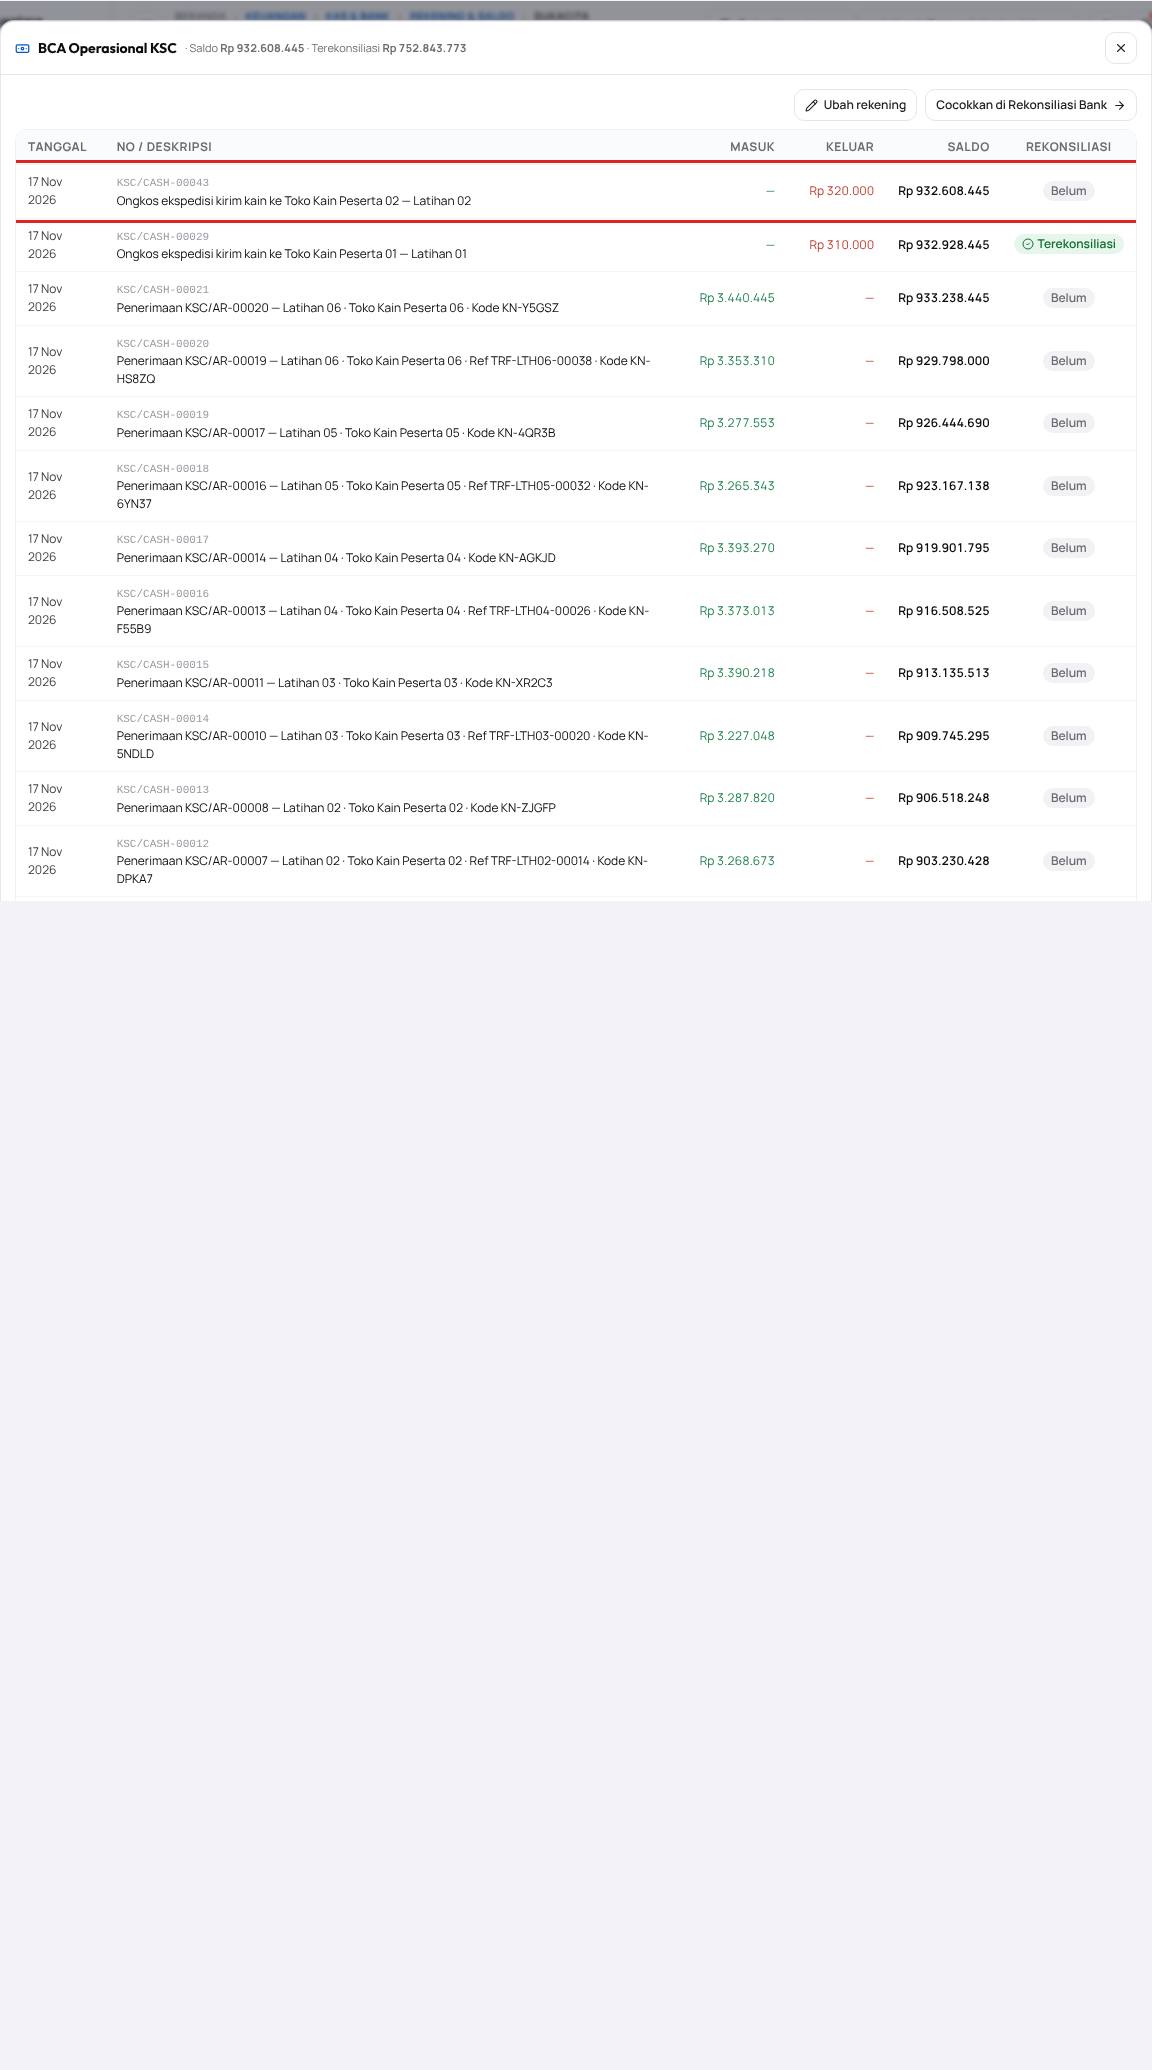 BERANDA KEUANGAN KAS & BANK REKENING & SALDO
BCA Operasional KSC · Saldo Rp 932.608.445 · Terekonsiliasi Rp 752.843.773
Ubah rekening Cocokkan di Rekonsiliasi Bank →
TANGGAL NO / DESKRIPSI MASUK KELUAR SALDO REKONSILIASI
17 Nov 2026 KSC/CASH-00043
Ongkos ekspedisi kirim kain ke Toko Kain Peserta 02 — Latihan 02 — Rp 320.000 Rp 932.608.445 Belum
17 Nov 2026 KSC/CASH-00029
Ongkos ekspedisi kirim kain ke Toko Kain Peserta 01 — Latihan 01 — Rp 310.000 Rp 932.928.445 Terekonsiliasi
17 Nov 2026 KSC/CASH-00021
Penerimaan KSC/AR-00020 — Latihan 06 · Toko Kain Peserta 06 · Kode KN-Y5GSZ Rp 3.440.445 — Rp 933.238.445 Belum
17 Nov 2026 KSC/CASH-00020
Penerimaan KSC/AR-00019 — Latihan 06 · Toko Kain Peserta 06 · Ref TRF-LTH06-00038 · Kode KN-
HS8ZQ Rp 3.353.310 — Rp 929.798.000 Belum
17 Nov 2026 KSC/CASH-00019
Penerimaan KSC/AR-00017 — Latihan 05 · Toko Kain Peserta 05 · Kode KN-4QR3B Rp 3.277.553 — Rp 926.444.690 Belum
17 Nov 2026 KSC/CASH-00018
Penerimaan KSC/AR-00016 — Latihan 05 · Toko Kain Peserta 05 · Ref TRF-LTH05-00032 · Kode KN-
6YN37 Rp 3.265.343 — Rp 923.167.138 Belum
17 Nov 2026 KSC/CASH-00017
Penerimaan KSC/AR-00014 — Latihan 04 · Toko Kain Peserta 04 · Kode KN-AGKJD Rp 3.393.270 — Rp 919.901.795 Belum
17 Nov 2026 KSC/CASH-00016
Penerimaan KSC/AR-00013 — Latihan 04 · Toko Kain Peserta 04 · Ref TRF-LTH04-00026 · Kode KN-
F55B9 Rp 3.373.013 — Rp 916.508.525 Belum
17 Nov 2026 KSC/CASH-00015
Penerimaan KSC/AR-00011 — Latihan 03 · Toko Kain Peserta 03 · Kode KN-XR2C3 Rp 3.390.218 — Rp 913.135.513 Belum
17 Nov 2026 KSC/CASH-00014
Penerimaan KSC/AR-00010 — Latihan 03 · Toko Kain Peserta 03 · Ref TRF-LTH03-00020 · Kode KN-
5NDLD Rp 3.227.048 — Rp 909.745.295 Belum
17 Nov 2026 KSC/CASH-00013
Penerimaan KSC/AR-00008 — Latihan 02 · Toko Kain Peserta 02 · Kode KN-ZJGFP Rp 3.287.820 — Rp 906.518.248 Belum
17 Nov 2026 KSC/CASH-00012
Penerimaan KSC/AR-00007 — Latihan 02 · Toko Kain Peserta 02 · Ref TRF-LTH02-00014 · Kode KN-
DPKA7 Rp 3.268.673 — Rp 903.230.428 Belum